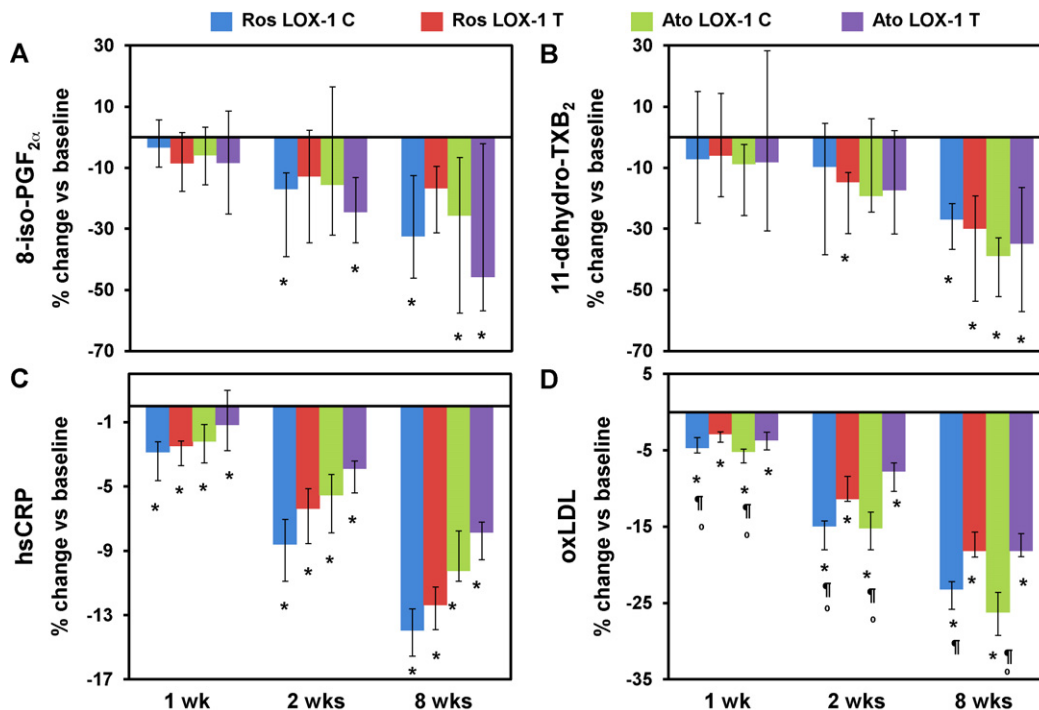 Ros LOX-1 C Ros LOX-1 T Ato LOX-1 C Ato LOX-1 T
A
8-iso-PGF2α
% change vs baseline
30
10
-10
-30
-50
-70
* * * * *
B
11-dehydro-TXB2
% change vs baseline
30
10
-10
-30
-50
-70
* * * * *
C
hsCRP
% change vs baseline
-1
-5
-9
-13
-17
* * * * * * * * * * * *
1 wk 2 wks 8 wks
D
oxLDL
% change vs baseline
5
-5
-15
-25
-35
* * * * * * * * * * * *
¶ ¶ ¶ ¶ ¶ ¶
o o o o o
1 wk 2 wks 8 wks